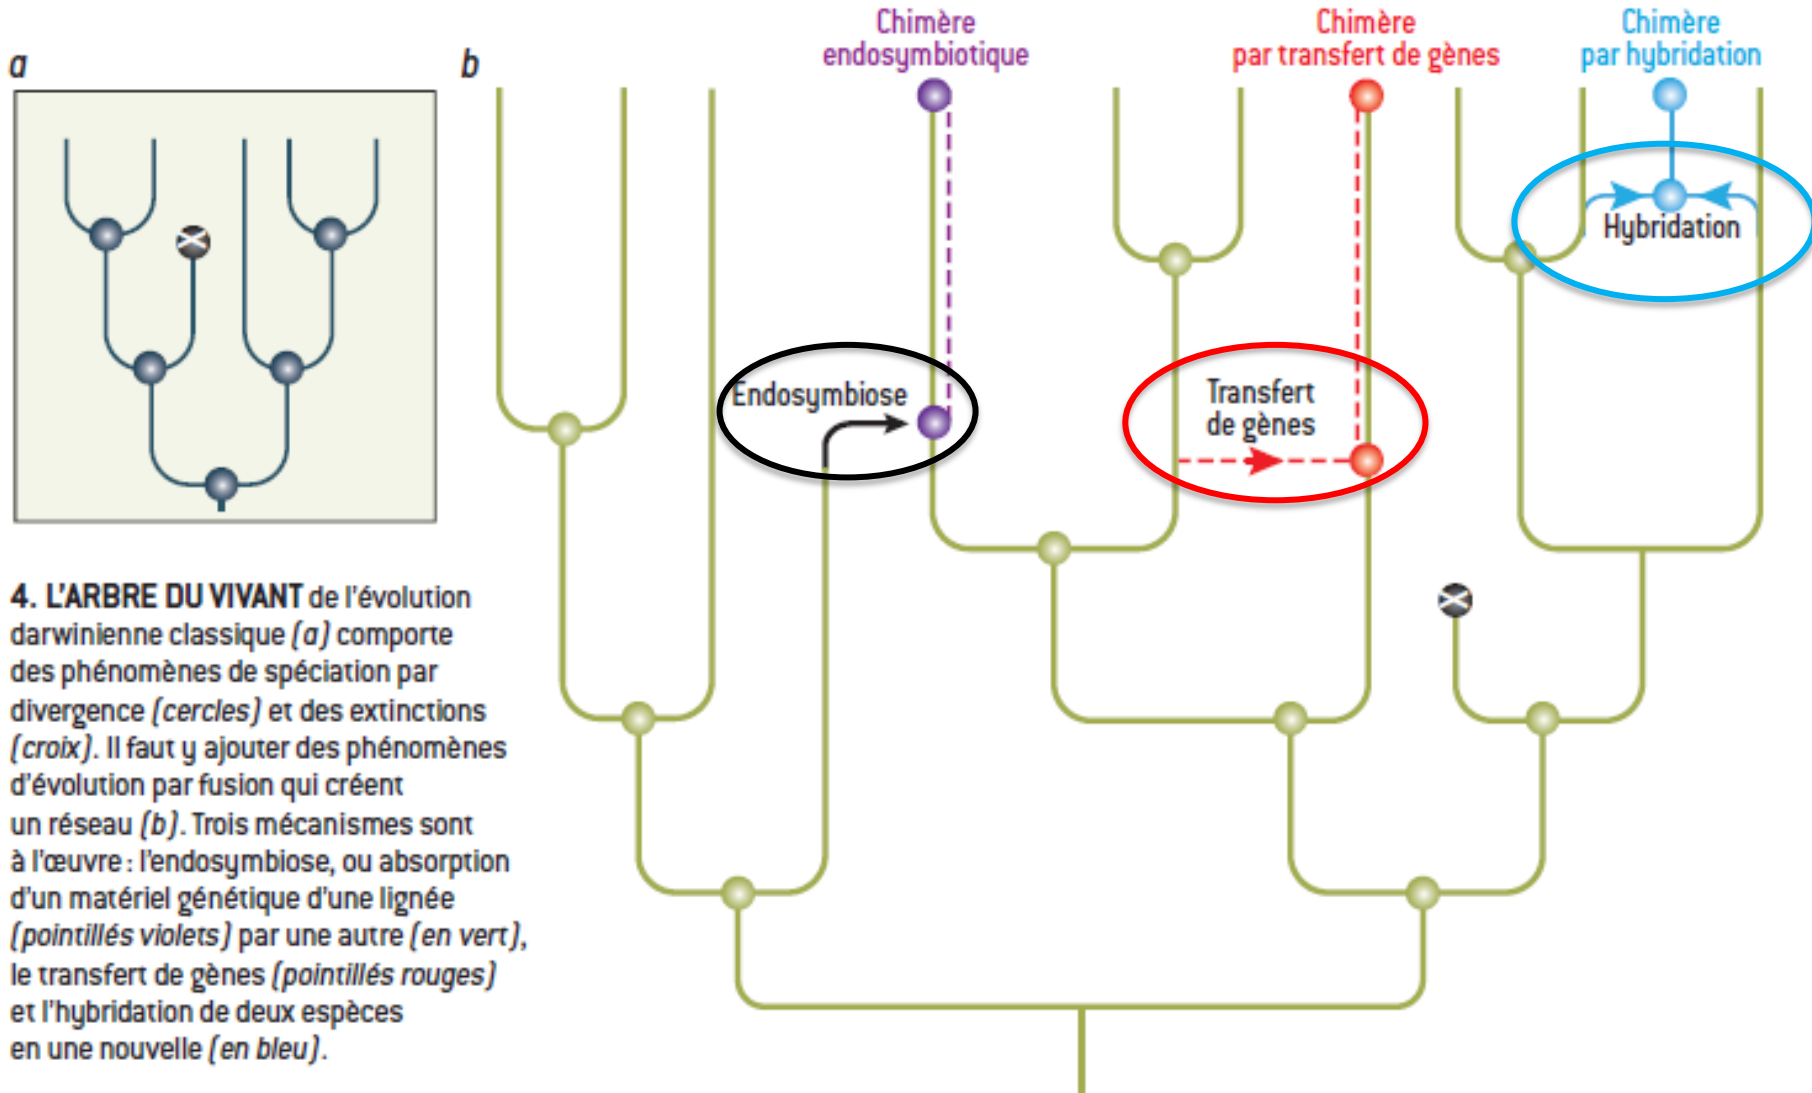 a
b
Chimère
endosymbiotique
Chimère
par transfert de gènes
Chimère
par hybridation
Hybridation
Endosymbiose
Transfert
de gènes
4. L'ARBRE DU VIVANT de l'évolution
darwinienne classique (a) comporte
des phénomènes de spéciation par
divergence (cercles) et des extinctions
(croix). Il faut y ajouter des phénomènes
d'évolution par fusion qui créent
un réseau (b). Trois mécanismes sont
à l'œuvre : l'endosymbiose, ou absorption
d'un matériel génétique d'une lignée
(pointillés violets) par une autre (en vert),
le transfert de gènes (pointillés rouges)
et l'hybridation de deux espèces
en une nouvelle (en bleu).